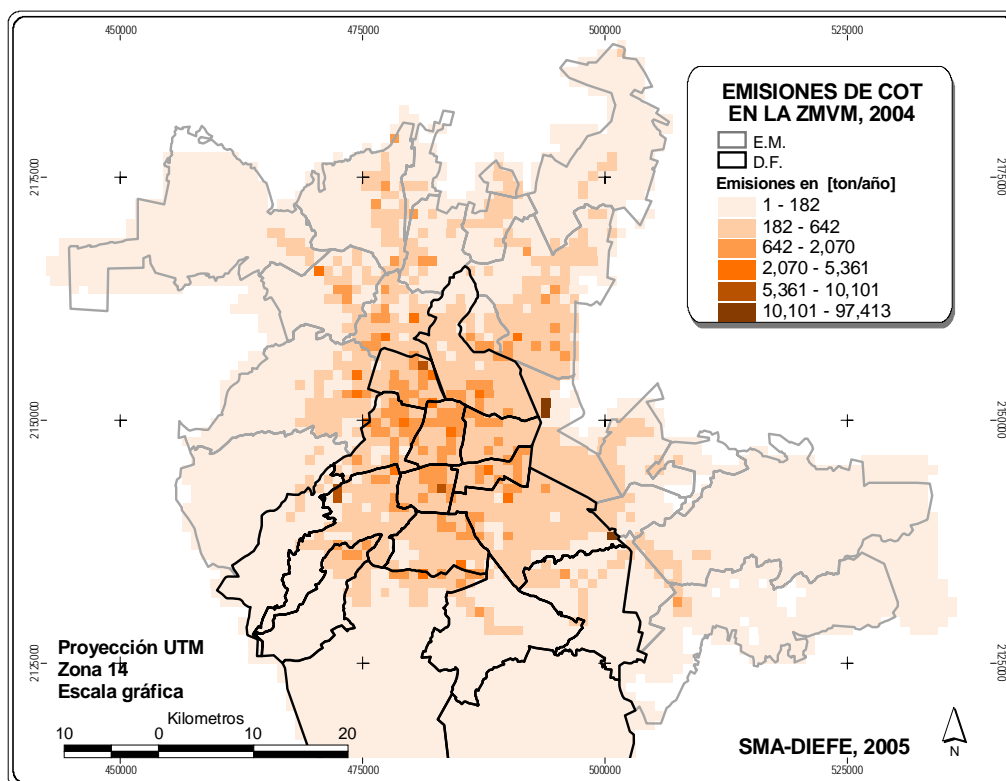 450000 475000 500000 525000
EMISIONES DE COT
EN LA ZMVM, 2004
E.M.
D.F.
Emisiones en [ton/año]
1 - 182
182 - 642
642 - 2,070
2,070 - 5,361
5,361 - 10,101
10,101 - 97,413
2175000 2175000
2150000 2150000
2125000 2125000
Proyección UTM
Zona 14
Escala gráfica
Kilometros
10 0 10 20
SMA-DIEFE, 2005
N
450000 475000 500000 525000